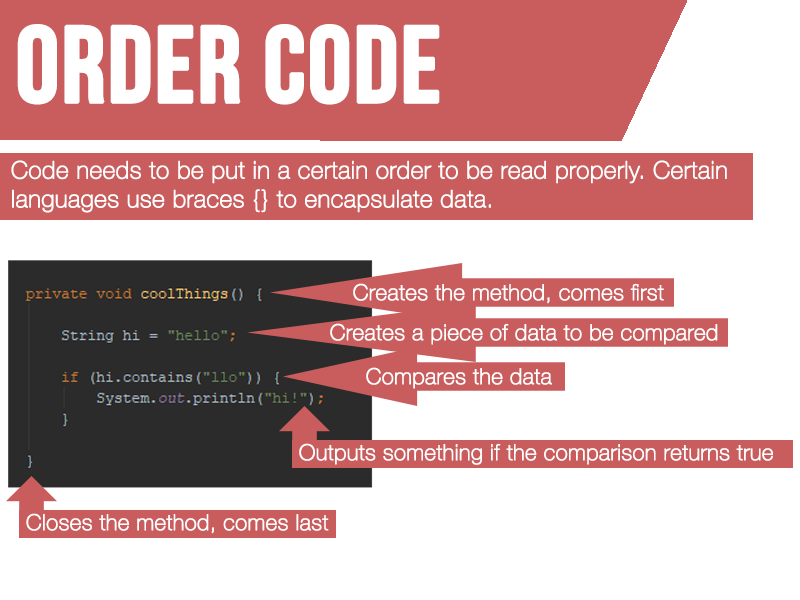 ORDER CODE
Code needs to be put in a certain order to be read properly. Certain
languages use braces {} to encapsulate data.
private void coolThings() {
Creates the method, comes first
String hi = "hello";
Creates a piece of data to be compared
if (hi.contains("llo")) {
Compares the data
System.out.println("hi!");
}
Outputs something if the comparison returns true
}
Closes the method, comes last